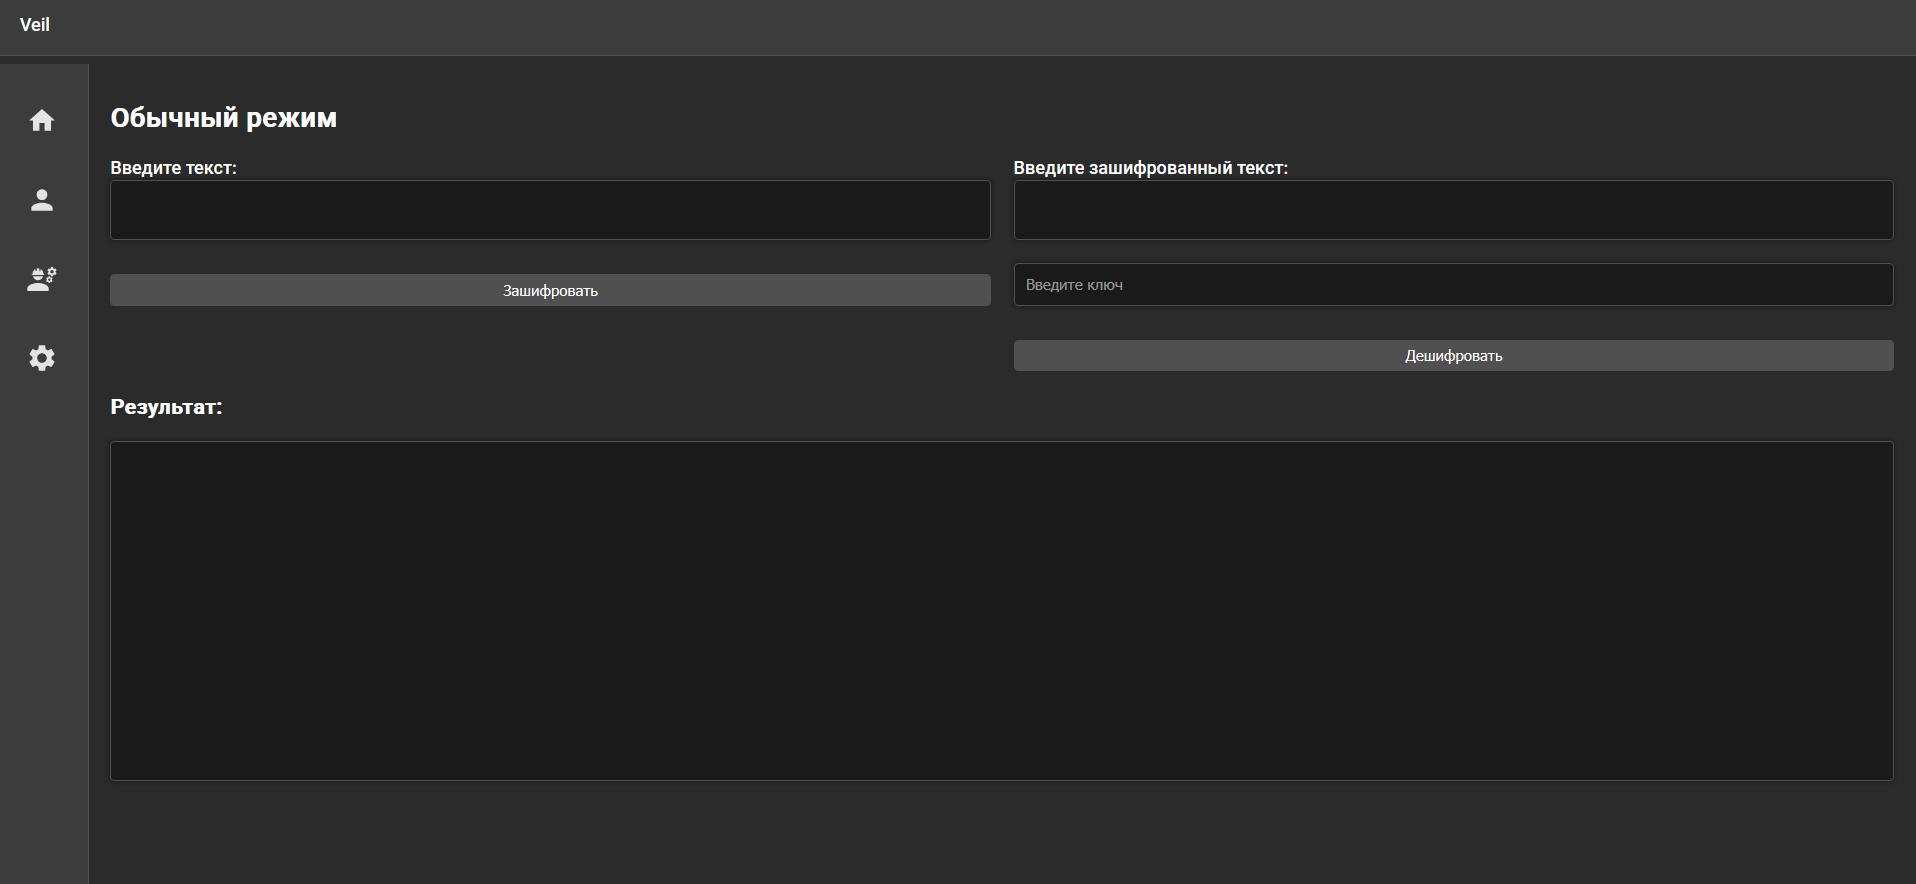 Veil
Обычный режим
Введите текст:
Зашифровать
Введите зашифрованный текст:
Введите ключ
Дешифровать
Результат: